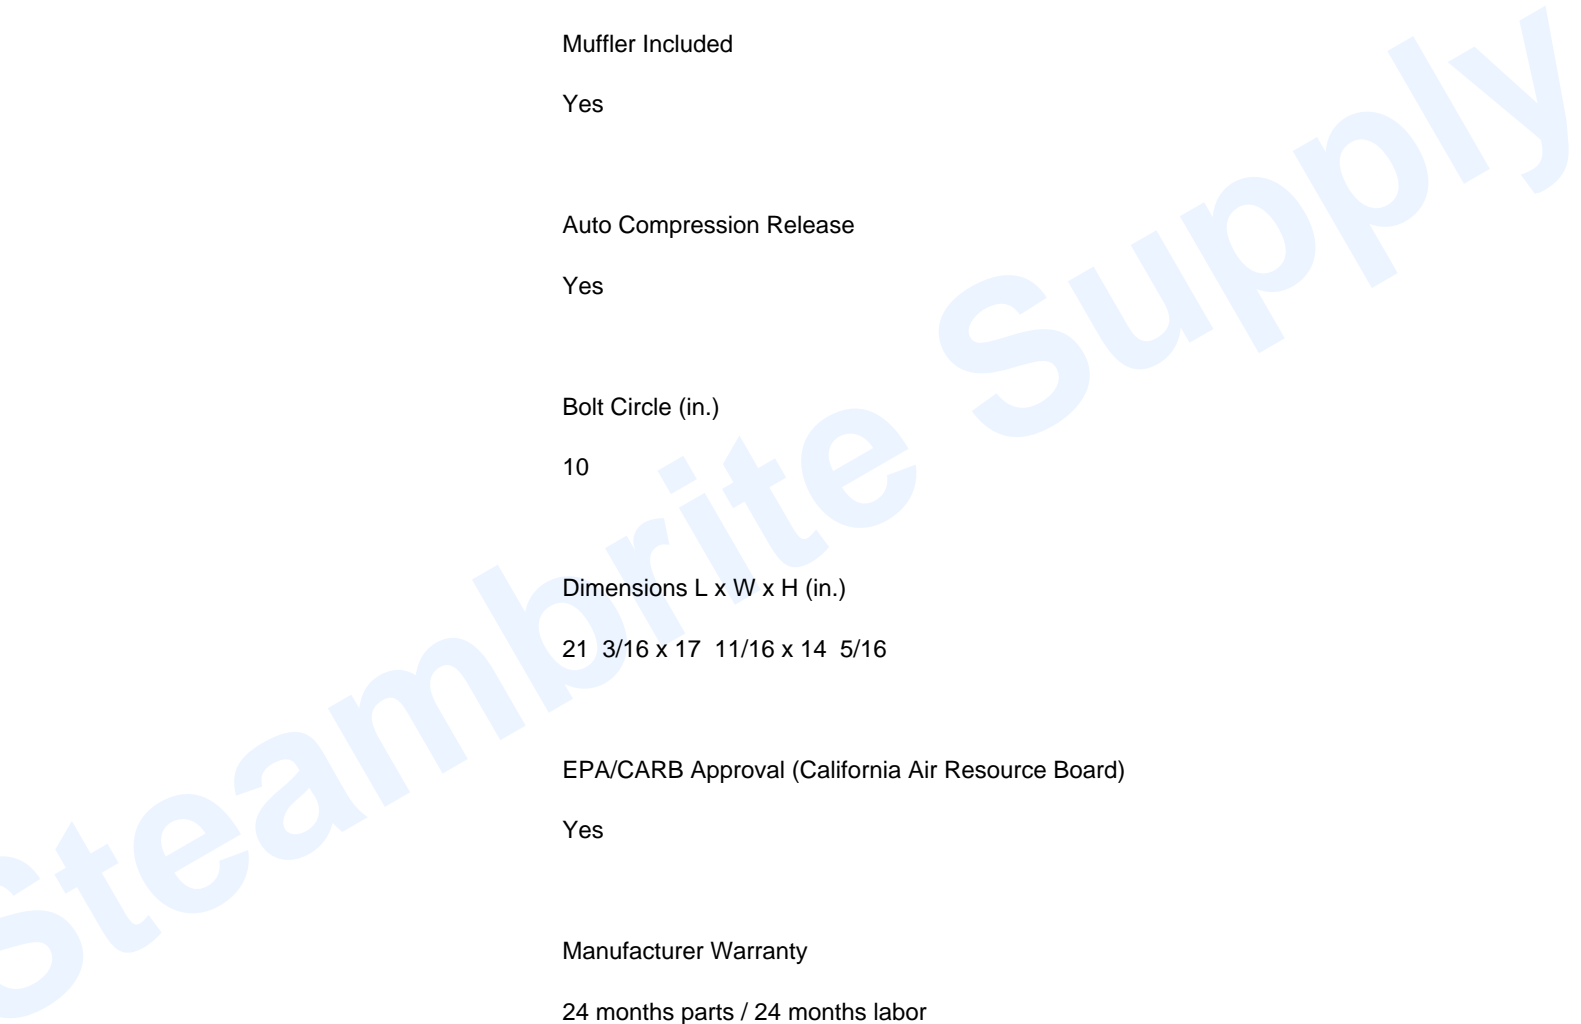 Muffler Included
Yes
Auto Compression Release
Yes
Bolt Circle (in.)
10
Dimensions L x W x H (in.)
21  3/16 x 17  11/16 x 14  5/16
EPA/CARB Approval (California Air Resource Board)
Yes
Manufacturer Warranty
24 months parts / 24 months labor
Steambrite Supply